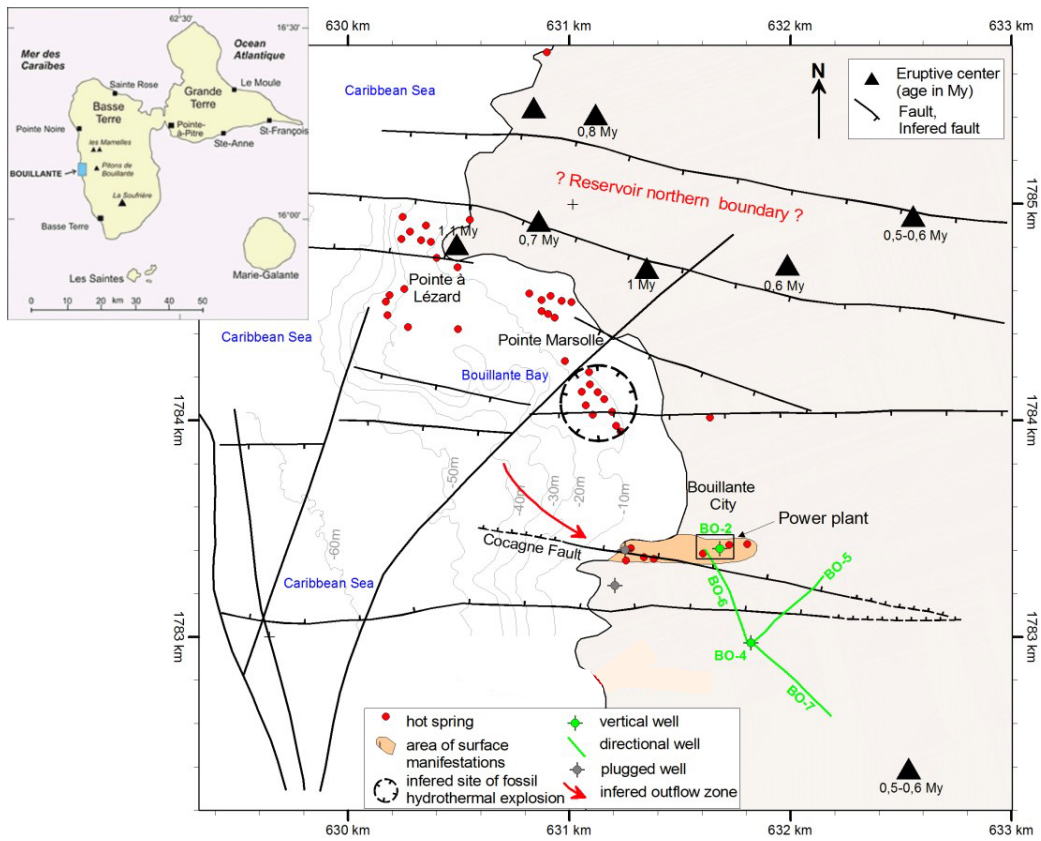 62°30'
16°30'
Mer des
Caraïbes
Ocean
Atlantique
Sainte Rose
Le Moule
Grande
Terre
Basse
Terre
Pointe Noire
Pointe-
à-Pitre
St-François
Ste-Anne
les Mamelles
BOUILLANTE
Pitons de
Bouillante
La Soufrière
Basse Terre
16°00'
Les Saintes
Marie-Galante
0 10 20 km 30 40 50
630 km 631 km 632 km 633 km
Caribbean Sea
N
Eruptive center
(age in My)
Fault,
Infered fault
0,8 My
? Reservoir northern boundary ?
1785 km
1785 km
0,5-0,6 My
1,1 My
0,7 My
1 My
0,6 My
Pointe à
Lézard
Caribbean Sea
Pointe Marsolle
Bouillante Bay
1784 km
1784 km
-50m
-40m
-30m
-20m
-10m
-60m
Bouillante
City
BO-2
Power plant
Cocagne Fault
Caribbean Sea
BO-5
BO-6
1783 km
1783 km
BO-4
BO-7
hot spring
area of surface
manifestations
infered site of fossil
hydrothermal explosion
vertical well
directional well
plugged well
infered outflow zone
0,5-0,6 My
630 km 631 km 632 km 633 km